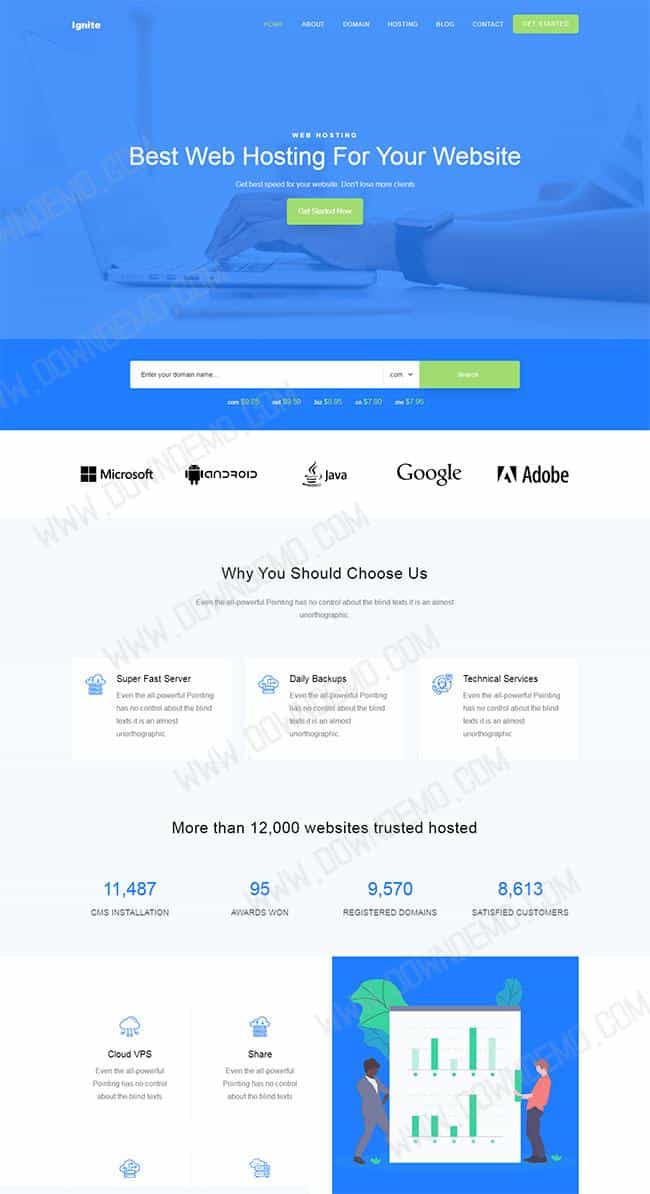 Ignite
HOME ABOUT DOMAIN HOSTING BLOG CONTACT GET STARTED
WEB HOSTING
Best Web Hosting For Your Website
Get best speed for your website. Don't lose more clients
Get Started Now
Enter your domain name... .com Search
.com $9.75 .net $9.50 .biz $8.95 .co $7.80 .me $7.95
Microsoft ANDROID Java Google Adobe
Why You Should Choose Us
Even the all-powerful Pointing has no control about the blind texts it is an almost
unorthographic.
Super Fast Server
Even the all-powerful Pointing
has no control about the blind
texts it is an almost
unorthographic.
Daily Backups
Even the all-powerful Pointing
has no control about the blind
texts it is an almost
unorthographic.
Technical Services
Even the all-powerful Pointing
has no control about the blind
texts it is an almost
unorthographic.
More than 12,000 websites trusted hosted
11,487 95 9,570 8,613
CMS INSTALLATION AWARDS WON REGISTERED DOMAINS SATISFIED CUSTOMERS
Cloud VPS
Even the all-powerful
Pointing has no control
about the blind texts
Share
Even the all-powerful
Pointing has no control
about the blind texts
WWW.DOWNDEMO.COM